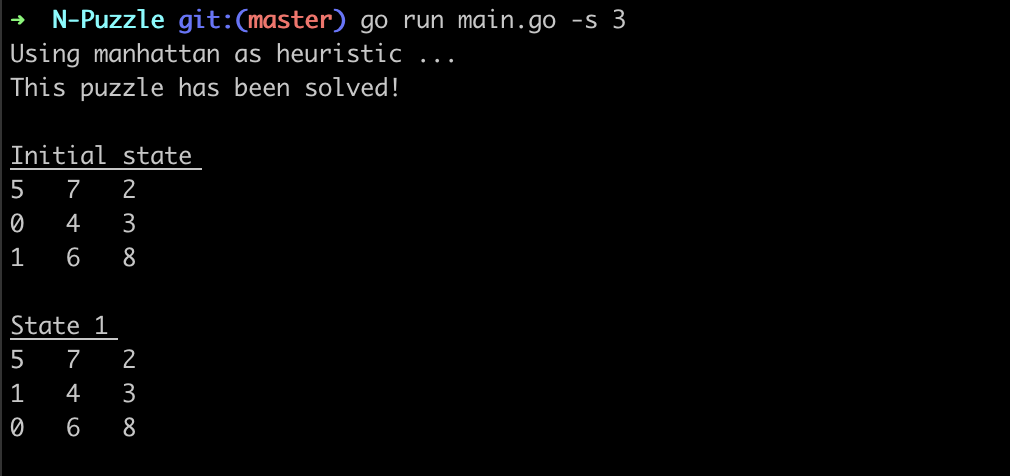 ➜  N-Puzzle git:(master) go run main.go -s 3
Using manhattan as heuristic ...
This puzzle has been solved!
Initial state
5   7   2
0   4   3
1   6   8
State 1
5   7   2
1   4   3
0   6   8